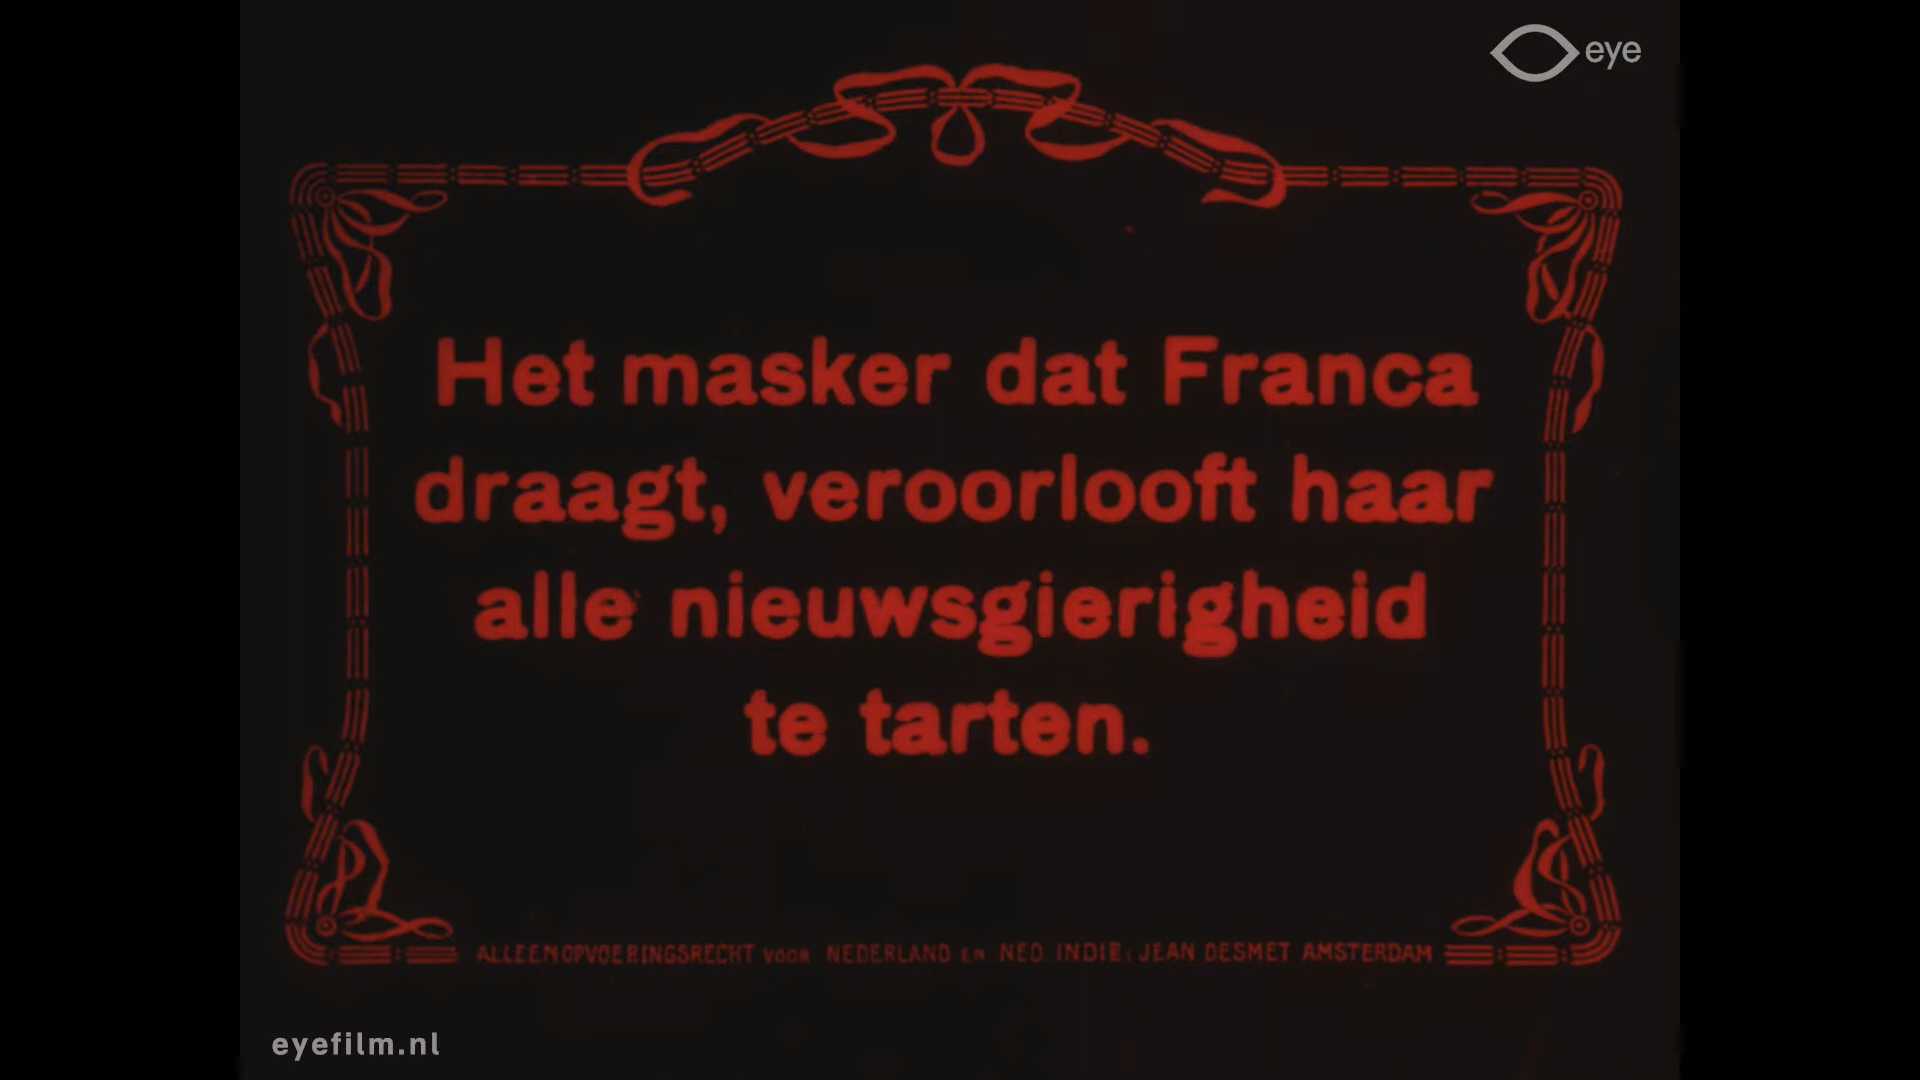 eye
Het masker dat Franca
draagt, veroorlooft haar
alle nieuwsgierigheid
te tarten.
ALLEENOPVOERINGSRECHT VOOR NEDERLAND EN NED. INDIE: JEAN DESMET AMSTERDAM
eyefilm.nl